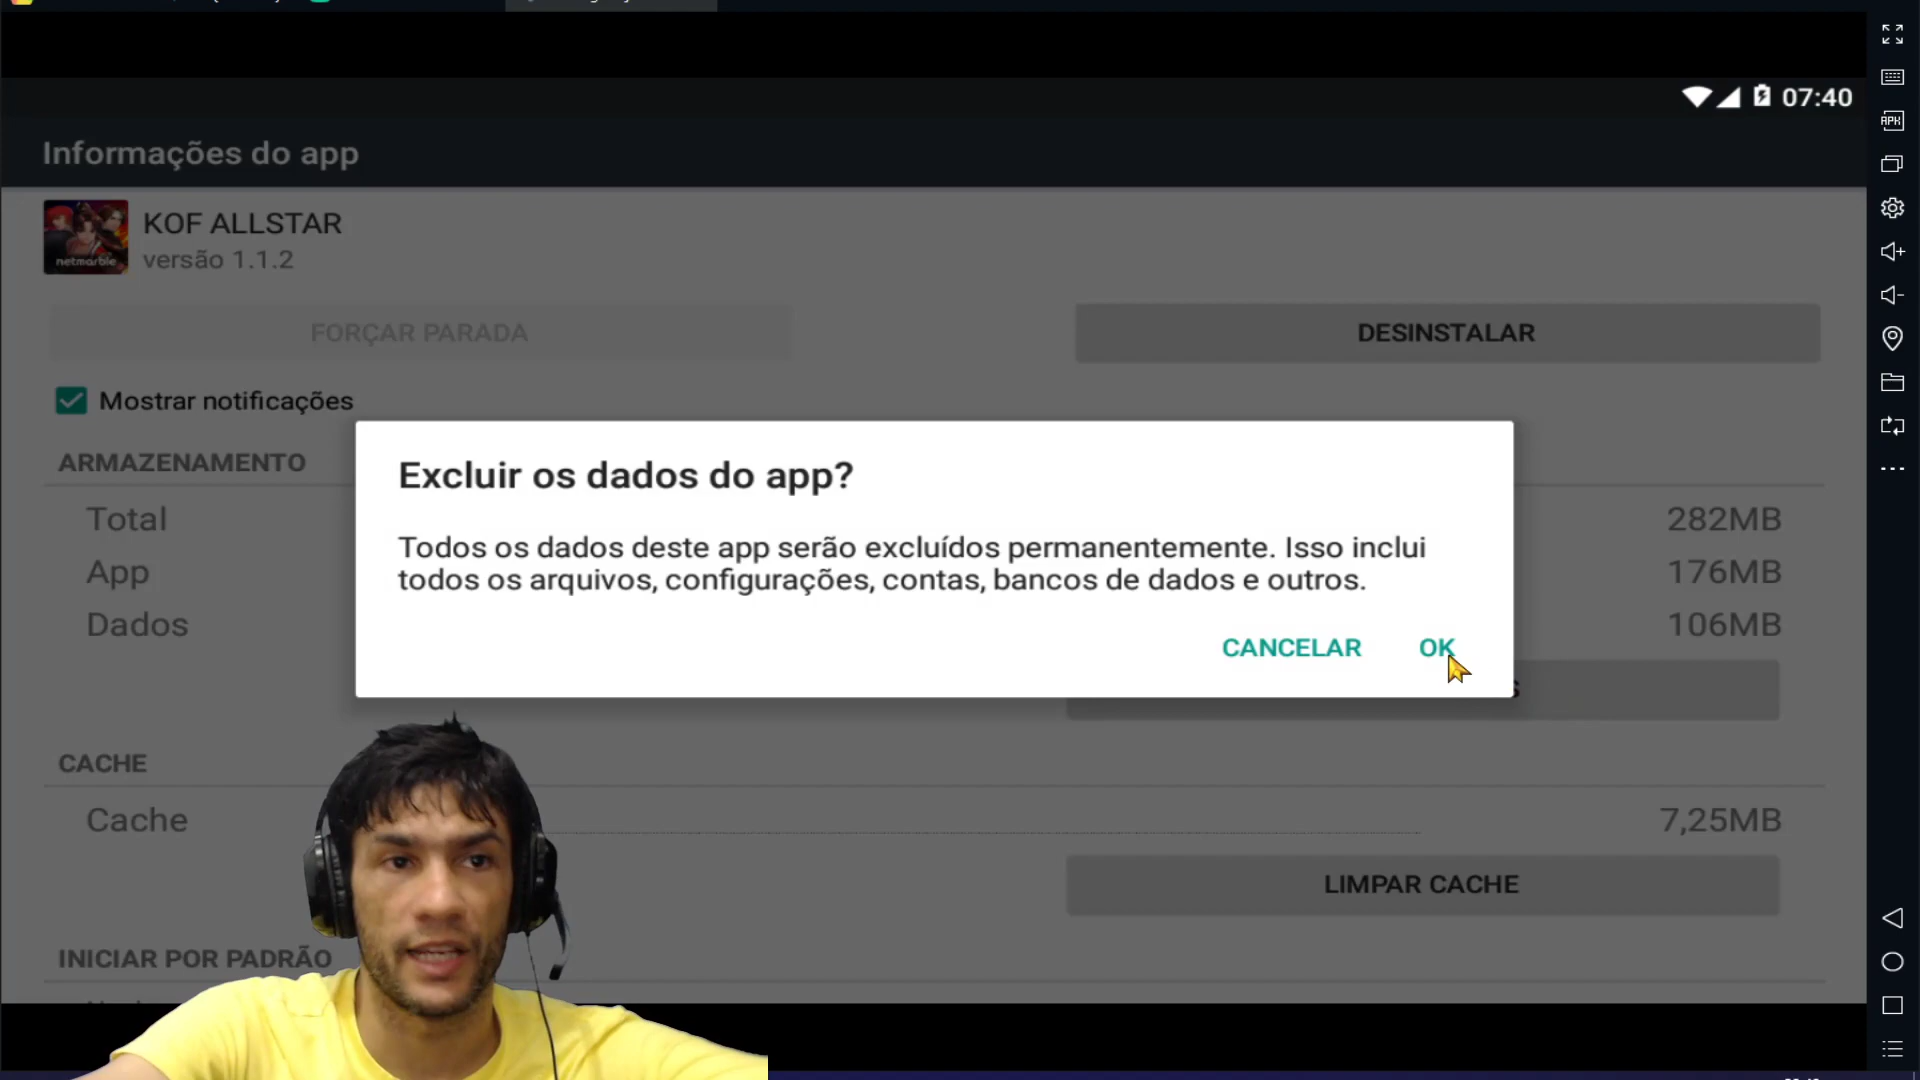 07:40
Informações do app
KOF ALLSTAR
netmarble
versão 1.1.2
FORÇAR PARADA
DESINSTALAR
Mostrar notificações
ARMAZENAMENTO
Total
282MB
App
176MB
Dados
106MB
Excluir os dados do app?
Todos os dados deste app serão excluídos permanentemente. Isso inclui
todos os arquivos, configurações, contas, bancos de dados e outros.
CANCELAR
OK
CACHE
Cache
7,25MB
LIMPAR CACHE
INICIAR POR PADRÃO
APK